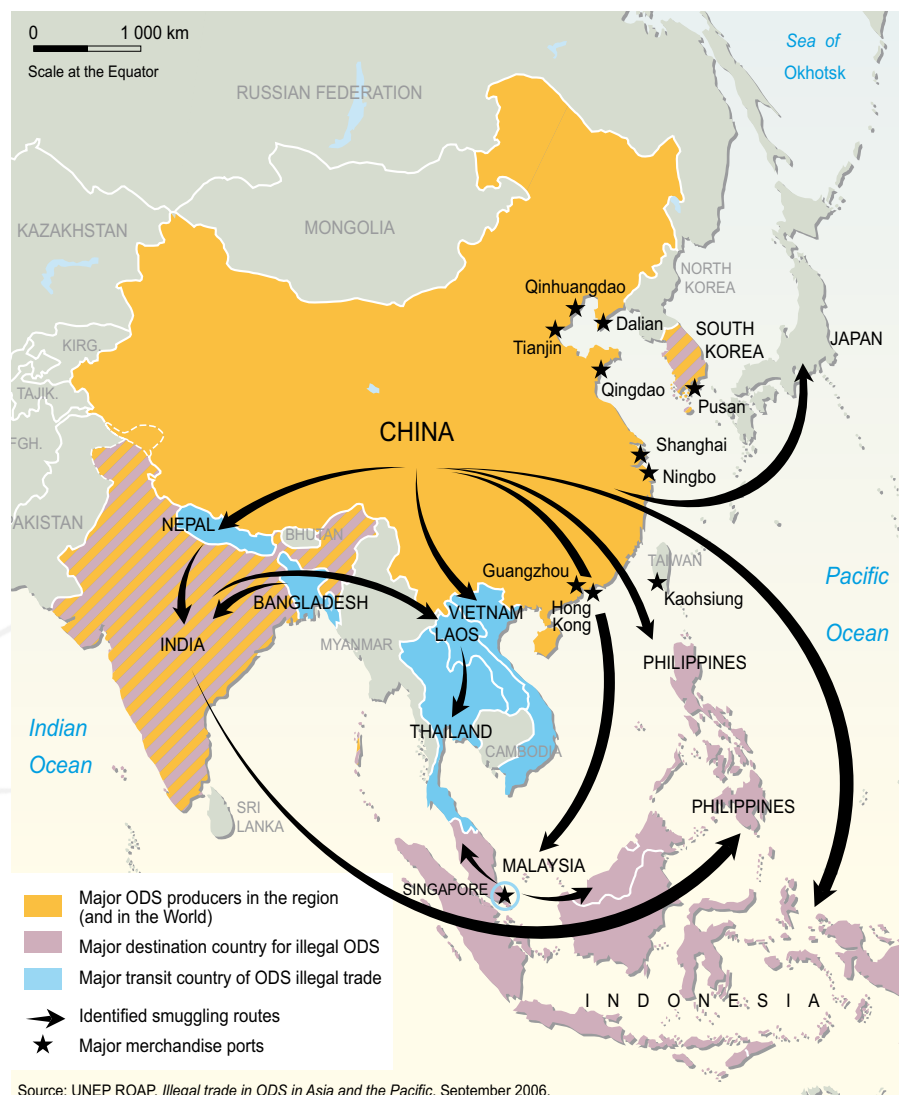 0 1 000 km
Scale at the Equator
Sea of
Okhotsk
RUSSIAN FEDERATION
KAZAKHSTAN
MONGOLIA
NORTH
KOREA
Qinhuangdao
Dalian
Tianjin
SOUTH
KOREA
JAPAN
KIRG.
TAJIK.
FGH.
Qingdao
Pusan
CHINA
Shanghai
Ningbo
PAKISTAN
NEPAL
BHUTAN
TAIWAN
Guangzhou
Pacific
Ocean
BANGLADESH
VIETNAM
Hong
Kong
Kaohsiung
LAOS
INDIA
MYANMAR
PHILIPPINES
Indian
Ocean
THAILAND
CAMBODIA
SRI
LANKA
PHILIPPINES
MALAYSIA
SINGAPORE
INDONESIA
Major ODS producers in the region
(and in the World)
Major destination country for illegal ODS
Major transit country of ODS illegal trade
Identified smuggling routes
Major merchandise ports
Source: UNEP ROAP, Illegal trade in ODS in Asia and the Pacific, September 2006.